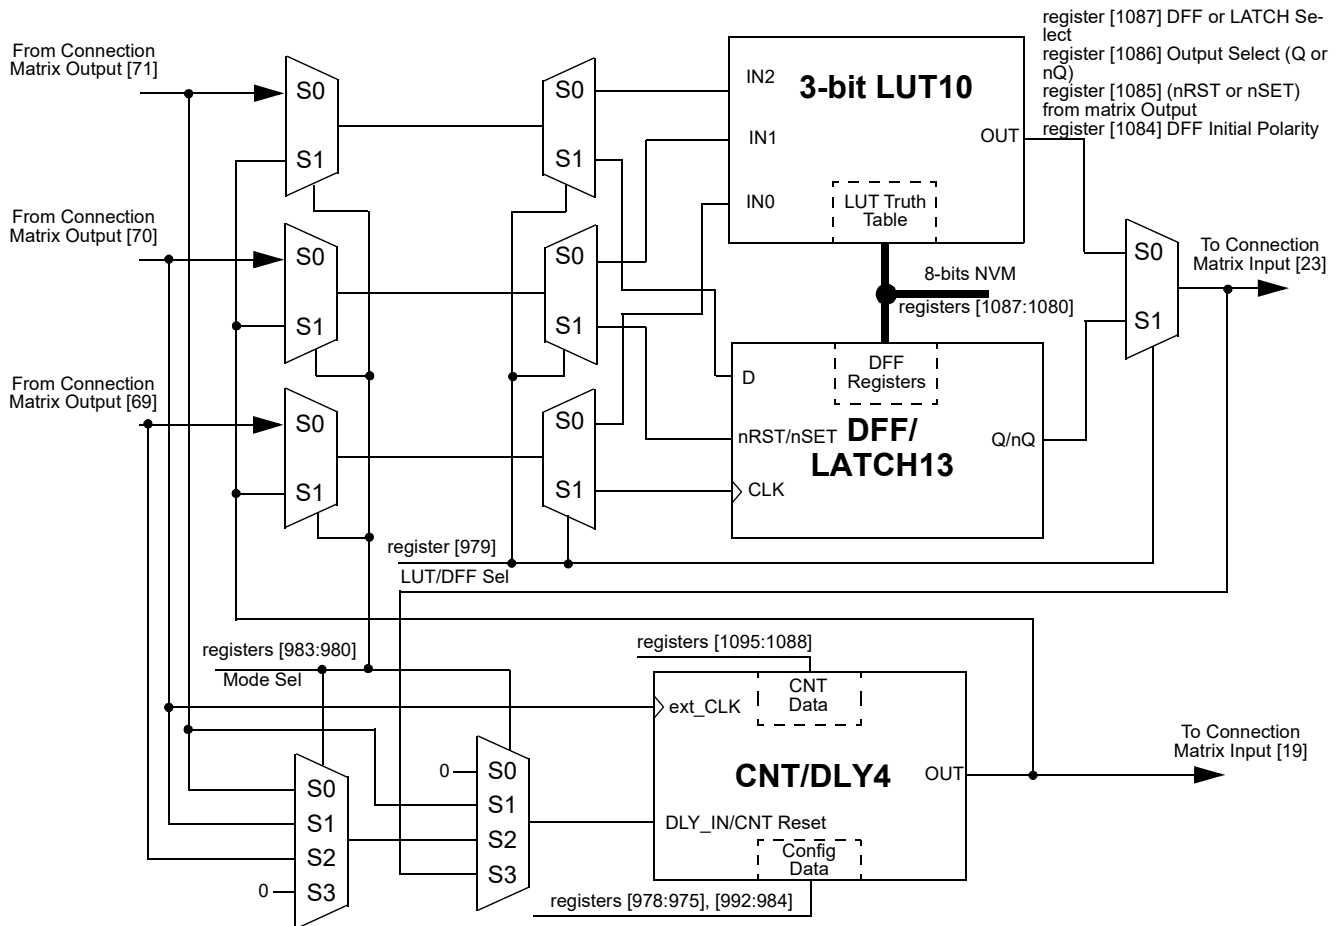 register [1087] DFF or LATCH Se-
lect
register [1086] Output Select (Q or
nQ)
register [1085] (nRST or nSET)
from matrix Output
register [1084] DFF Initial Polarity
From Connection
Matrix Output [71]
S0
S1
S0
S1
IN2
IN1
IN0
3-bit LUT10
OUT
LUT Truth
Table
From Connection
Matrix Output [70]
S0
S1
S0
S1
8-bits NVM
registers [1087:1080]
S0
S1
To Connection
Matrix Input [23]
From Connection
Matrix Output [69]
S0
S1
S0
S1
DFF
Registers
D
nRST/nSET
CLK
DFF/
LATCH13
Q/nQ
register [979]
LUT/DFF Sel
registers [983:980]
Mode Sel
registers [1095:1088]
CNT
Data
ext_CLK
CNT/DLY4
OUT
DLY_IN/CNT Reset
Config
Data
To Connection
Matrix Input [19]
S0
S1
S2
S3
0
0
S0
S1
S2
S3
registers [978:975], [992:984]